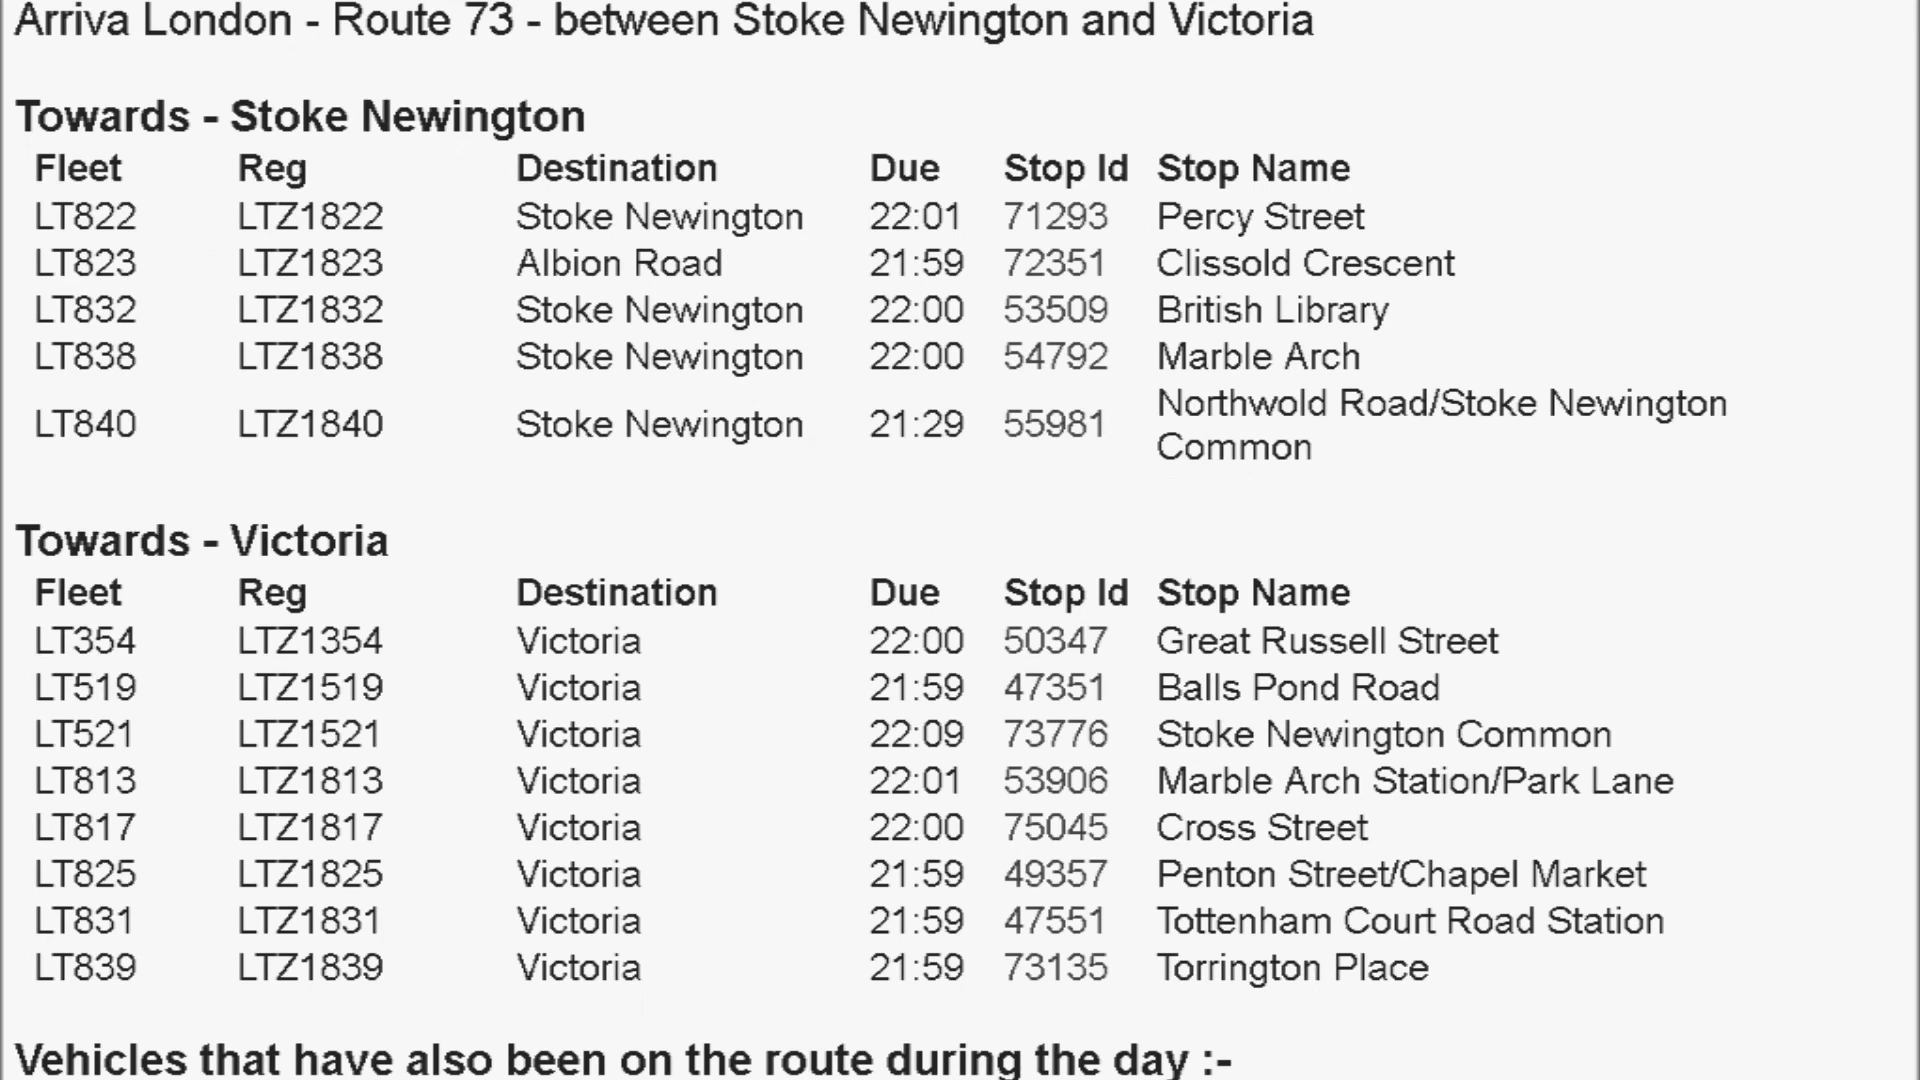 Arriva London - Route 73 - between Stoke Newington and Victoria
Towards - Stoke Newington
Fleet Reg Destination Due Stop Id Stop Name
LT822 LTZ1822 Stoke Newington 22:01 71293 Percy Street
LT823 LTZ1823 Albion Road 21:59 72351 Clissold Crescent
LT832 LTZ1832 Stoke Newington 22:00 53509 British Library
LT838 LTZ1838 Stoke Newington 22:00 54792 Marble Arch
LT840 LTZ1840 Stoke Newington 21:29 55981 Northwold Road/Stoke Newington
Common
Towards - Victoria
Fleet Reg Destination Due Stop Id Stop Name
LT354 LTZ1354 Victoria 22:00 50347 Great Russell Street
LT519 LTZ1519 Victoria 21:59 47351 Balls Pond Road
LT521 LTZ1521 Victoria 22:09 73776 Stoke Newington Common
LT813 LTZ1813 Victoria 22:01 53906 Marble Arch Station/Park Lane
LT817 LTZ1817 Victoria 22:00 75045 Cross Street
LT825 LTZ1825 Victoria 21:59 49357 Penton Street/Chapel Market
LT831 LTZ1831 Victoria 21:59 47551 Tottenham Court Road Station
LT839 LTZ1839 Victoria 21:59 73135 Torrington Place
Vehicles that have also been on the route during the day :-